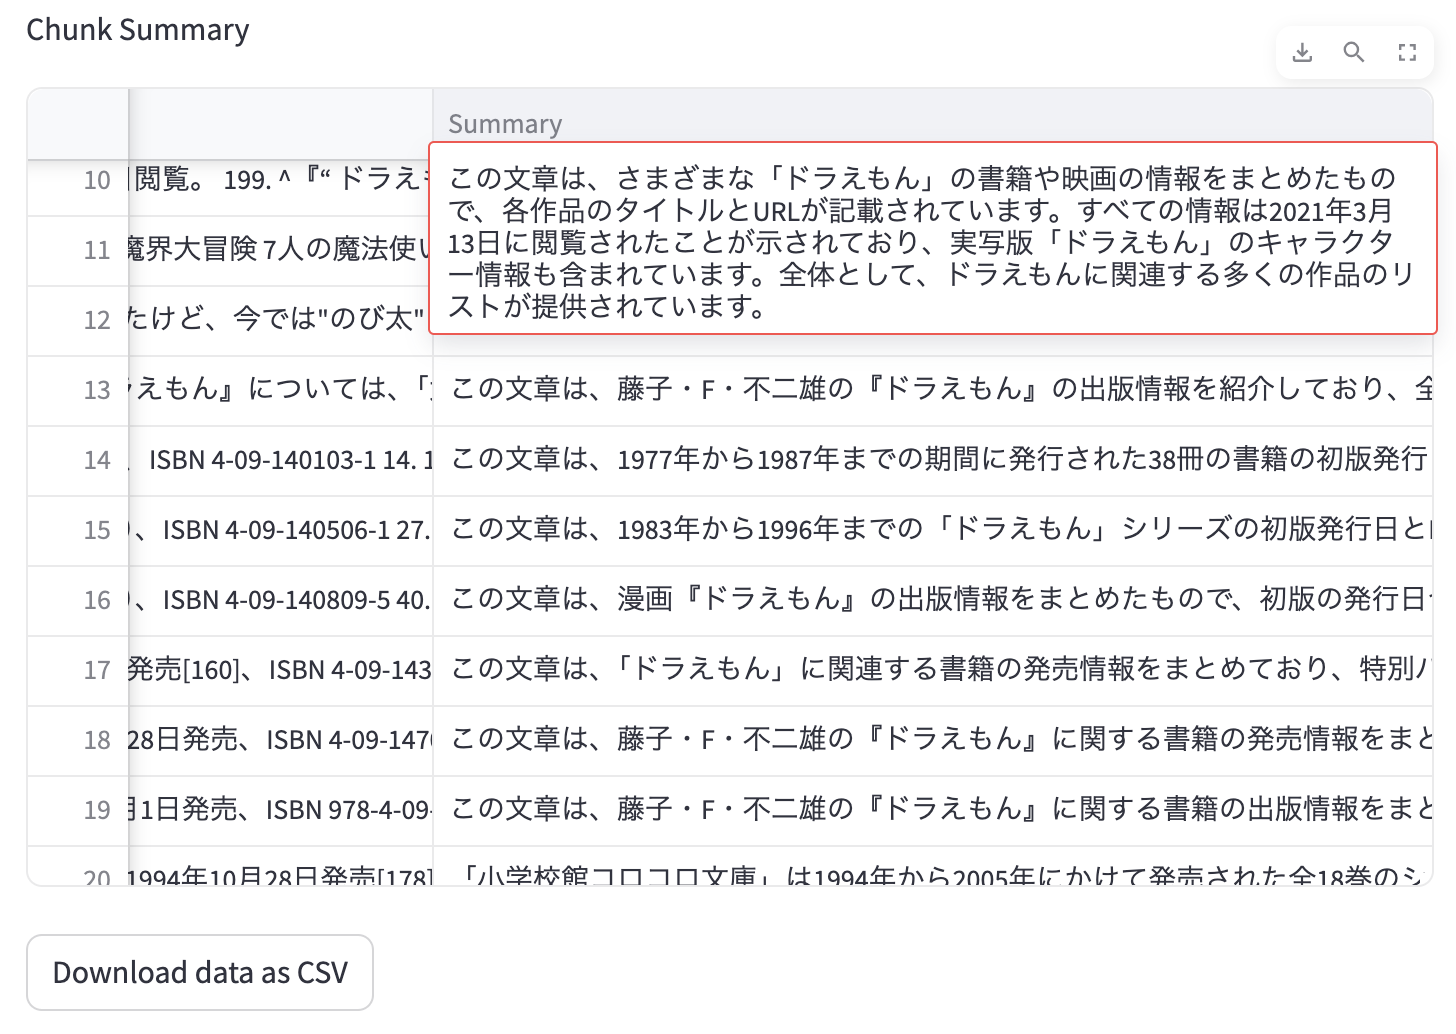 Chunk Summary
Summary
10 閲覧。 199. ^『“ ドラえも
この文章は、さまざまな「ドラえもん」の書籍や映画の情報をまとめたもの
で、各作品のタイトルとURLが記載されています。すべての情報は2021年3月
13日に閲覧されたことが示されており、実写版「ドラえもん」のキャラクタ
ー情報も含まれています。全体として、ドラえもんに関連する多くの作品のリ
ストが提供されています。
11 魔界大冒険 7人の魔法使い
12 たけど、今では"のび太"
13 えもん』については、「 この文章は、藤子・F・不二雄の『ドラえもん』の出版情報を紹介しており、全
14 、ISBN 4-09-140103-1 14. 1 この文章は、1977年から1987年までの期間に発行された38冊の書籍の初版発行
15 )、ISBN 4-09-140506-1 27. この文章は、1983年から1996年までの「ドラえもん」シリーズの初版発行日と
16 )、ISBN 4-09-140809-5 40. この文章は、漫画『ドラえもん』の出版情報をまとめたもので、初版の発行日
17 発売[160]、ISBN 4-09-143 この文章は、「ドラえもん」に関連する書籍の発売情報をまとめており、特別
18 28日発売、ISBN 4-09-147 この文章は、藤子・F・不二雄の『ドラえもん』に関する書籍の発売情報をまと
19 月1日発売、ISBN 978-4-09- この文章は、藤子・F・不二雄の『ドラえもん』に関する書籍の出版情報をまと
20 1994年10月28日発売[178] 「小学校館コロコロ文庫」は1994年から2005年にかけて発売された全18巻のシ
Download data as CSV